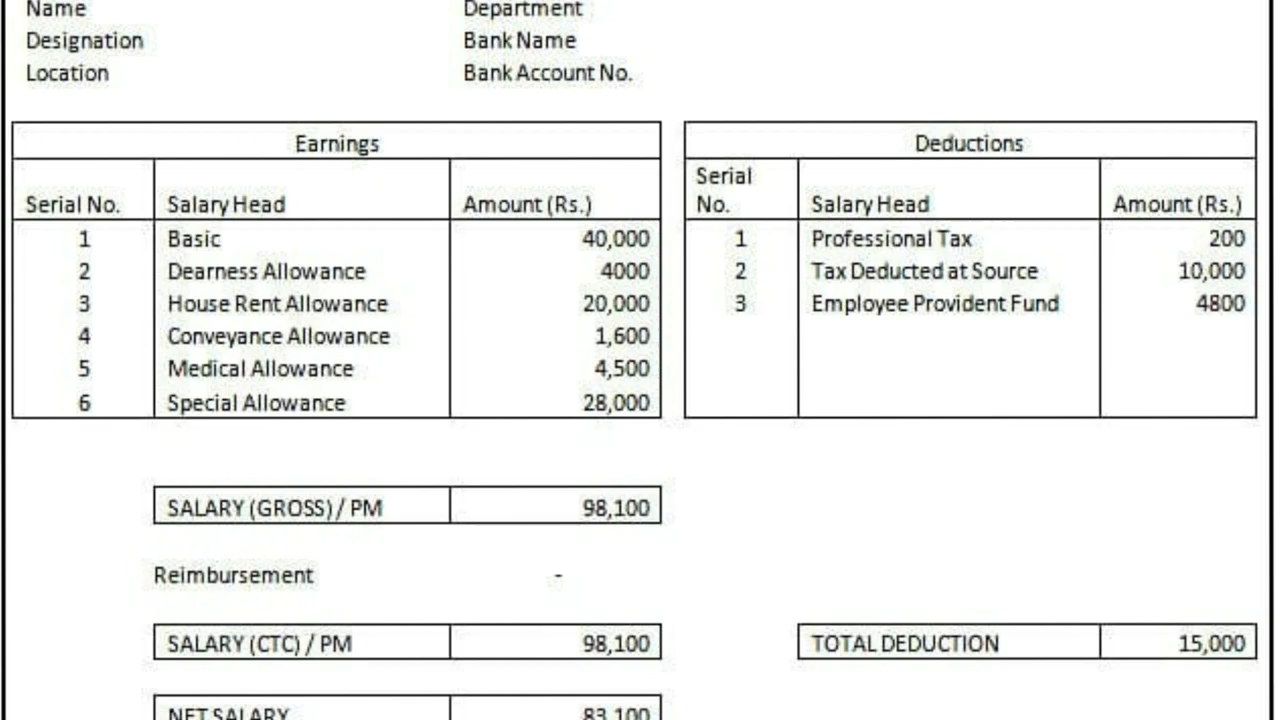 Name Department
Designation Bank Name
Location Bank Account No.
Earnings Deductions
Serial No. Salary Head Amount (Rs.) Serial No. Salary Head Amount (Rs.)
1 Basic 40,000 1 Professional Tax 200
2 Dearness Allowance 4000 2 Tax Deducted at Source 10,000
3 House Rent Allowance 20,000 3 Employee Provident Fund 4800
4 Conveyance Allowance 1,600
5 Medical Allowance 4,500
6 Special Allowance 28,000
SALARY (GROSS) / PM 98,100
Reimbursement -
SALARY (CTC) / PM 98,100 TOTAL DEDUCTION 15,000
NET SALARY 83,100